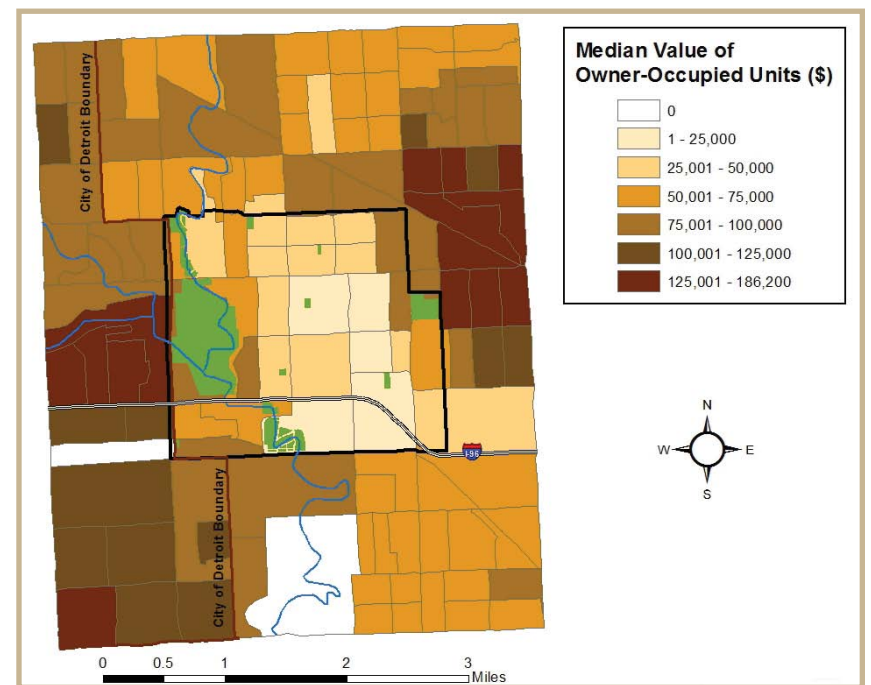 Median Value of
Owner-Occupied Units ($)
0
1 - 25,000
25,001 - 50,000
50,001 - 75,000
75,001 - 100,000
100,001 - 125,000
125,001 - 186,200
City of Detroit Boundary
N
W E
S
I-96
City of Detroit Boundary
0 0.5 1 2 3
Miles